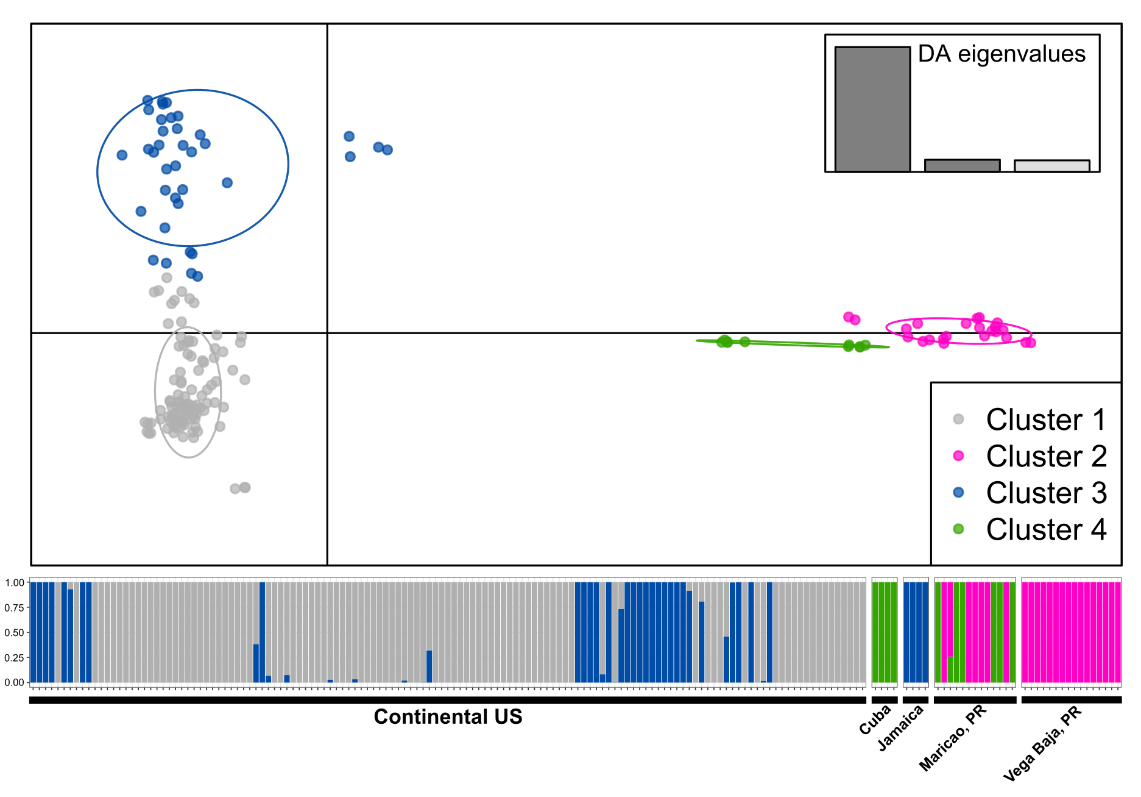 DA eigenvalues
Cluster 1
Cluster 2
Cluster 3
Cluster 4
1.00
0.75
0.50
0.25
0.00
Continental US
Cuba
Jamaica
Maricao, PR
Vega Baja, PR